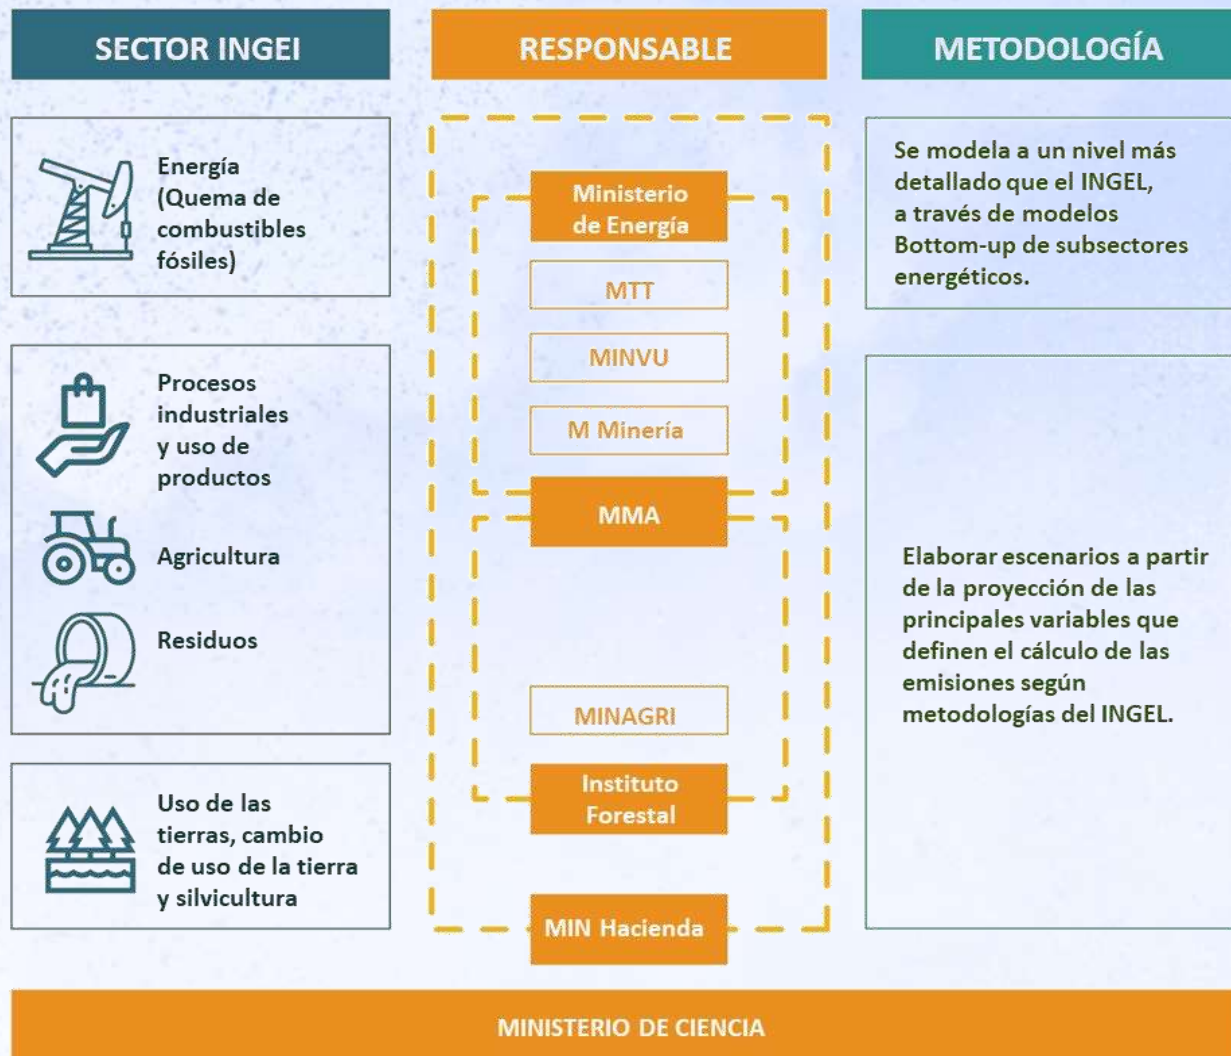 SECTOR INGEI
RESPONSABLE
METODOLOGÍA
Energía
(Quema de
combustibles
fósiles)
Procesos
industriales
y uso de
productos
Agricultura
Residuos
Uso de las
tierras, cambio
de uso de la tierra
y silvicultura
Ministerio
de Energía
MTT
MINVU
M Minería
MMA
MINAGRI
Instituto
Forestal
MIN Hacienda
Se modela a un nivel más
detallado que el INGEL,
a través de modelos
Bottom-up de subsectores
energéticos.
Elaborar escenarios a partir
de la proyección de las
principales variables que
definen el cálculo de las
emisiones según
metodologías del INGEL.
MINISTERIO DE CIENCIA